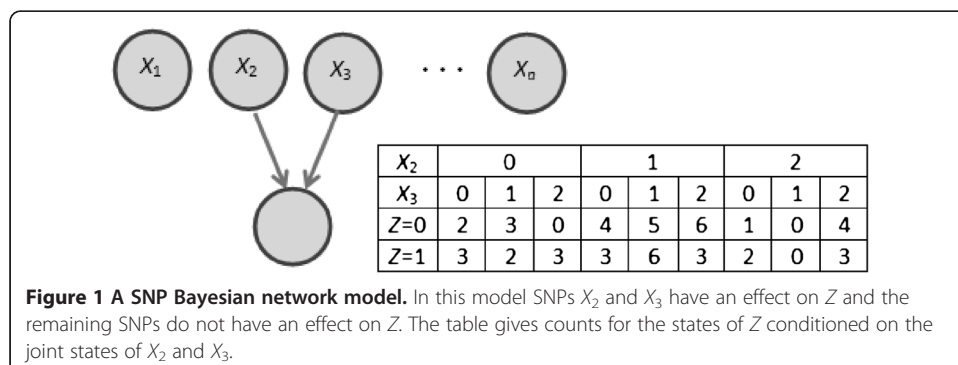 X₁ X₂ X₃ · · · Xₙ
X₂ 0 1 2
X₃ 0 1 2 0 1 2 0 1 2
Z=0 2 3 0 4 5 6 1 0 4
Z=1 3 2 3 3 6 3 2 0 3
Figure 1 A SNP Bayesian network model. In this model SNPs X₂ and X₃ have an effect on Z and the
remaining SNPs do not have an effect on Z. The table gives counts for the states of Z conditioned on the
joint states of X₂ and X₃.